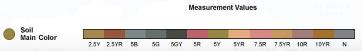 Measurement Values
Soil
Main Color
2.5Y 2.5YR 5B 5G 5GY 5R 5Y 5YR 7.5R 7.5YR 10R 10YR N